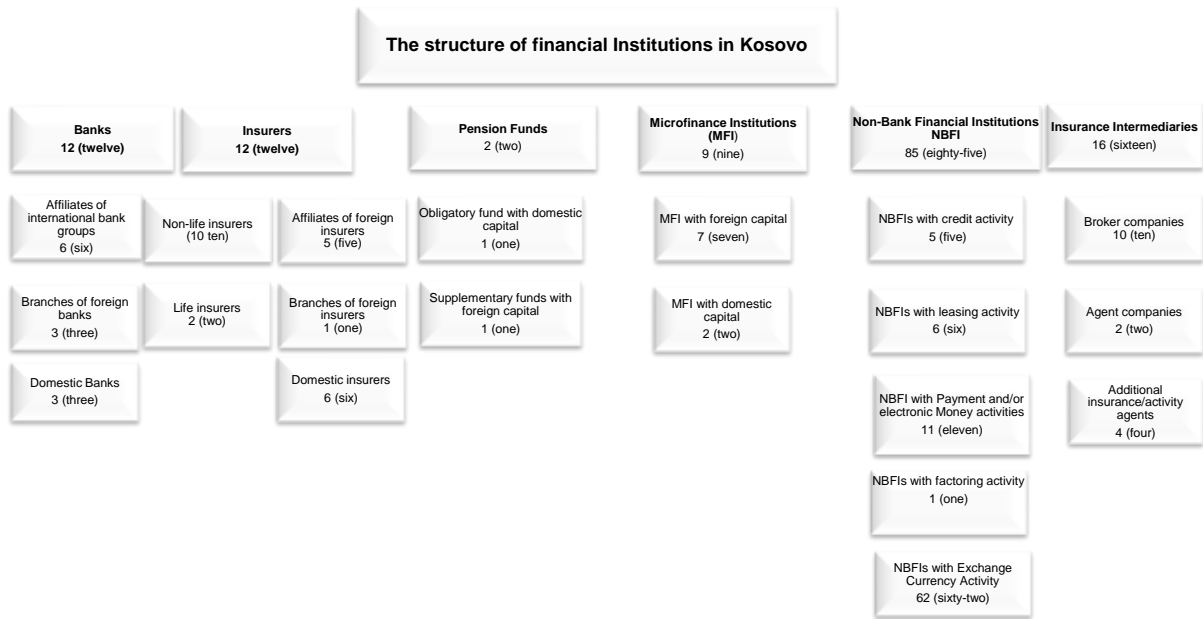 The structure of financial Institutions in Kosovo
Banks
12 (twelve)
Insurers
12 (twelve)
Pension Funds
2 (two)
Microfinance Institutions
(MFI)
9 (nine)
Non-Bank Financial Institutions
NBFI
85 (eighty-five)
Insurance Intermediaries
16 (sixteen)
Affiliates of
international bank
groups
6 (six)
Non-life insurers
(10 ten)
Affiliates of foreign
insurers
5 (five)
Obligatory fund with domestic
capital
1 (one)
MFI with foreign capital
7 (seven)
NBFIs with credit activity
5 (five)
Broker companies
10 (ten)
Branches of foreign
banks
3 (three)
Life insurers
2 (two)
Branches of foreign
insurers
1 (one)
Supplementary funds with
foreign capital
1 (one)
MFI with domestic
capital
2 (two)
NBFIs with leasing activity
6 (six)
Agent companies
2 (two)
Domestic Banks
3 (three)
Domestic insurers
6 (six)
NBFI with Payment and/or
electronic Money activities
11 (eleven)
Additional
insurance/activity
agents
4 (four)
NBFIs with factoring activity
1 (one)
NBFIs with Exchange
Currency Activity
62 (sixty-two)